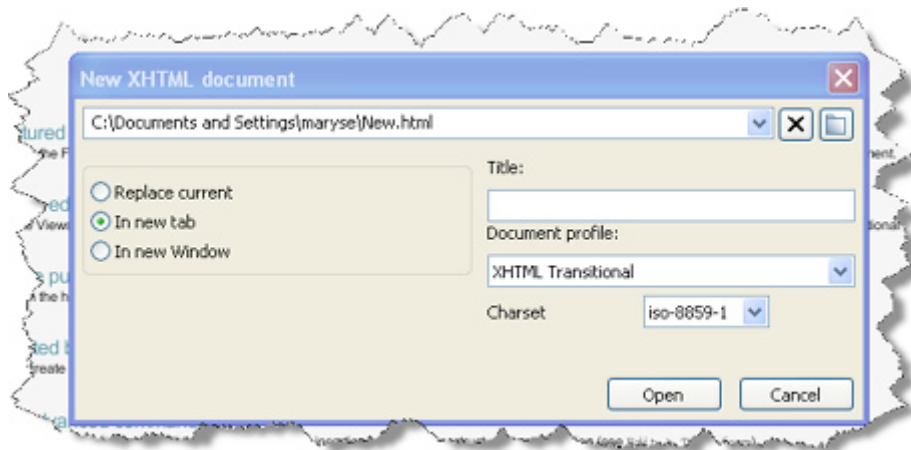 New XHTML document
C:\Documents and Settings\maryse\New.html
Title:
Replace current
In new tab
In new Window
Document profile:
XHTML Transitional
Charset
iso-8859-1
Open
Cancel